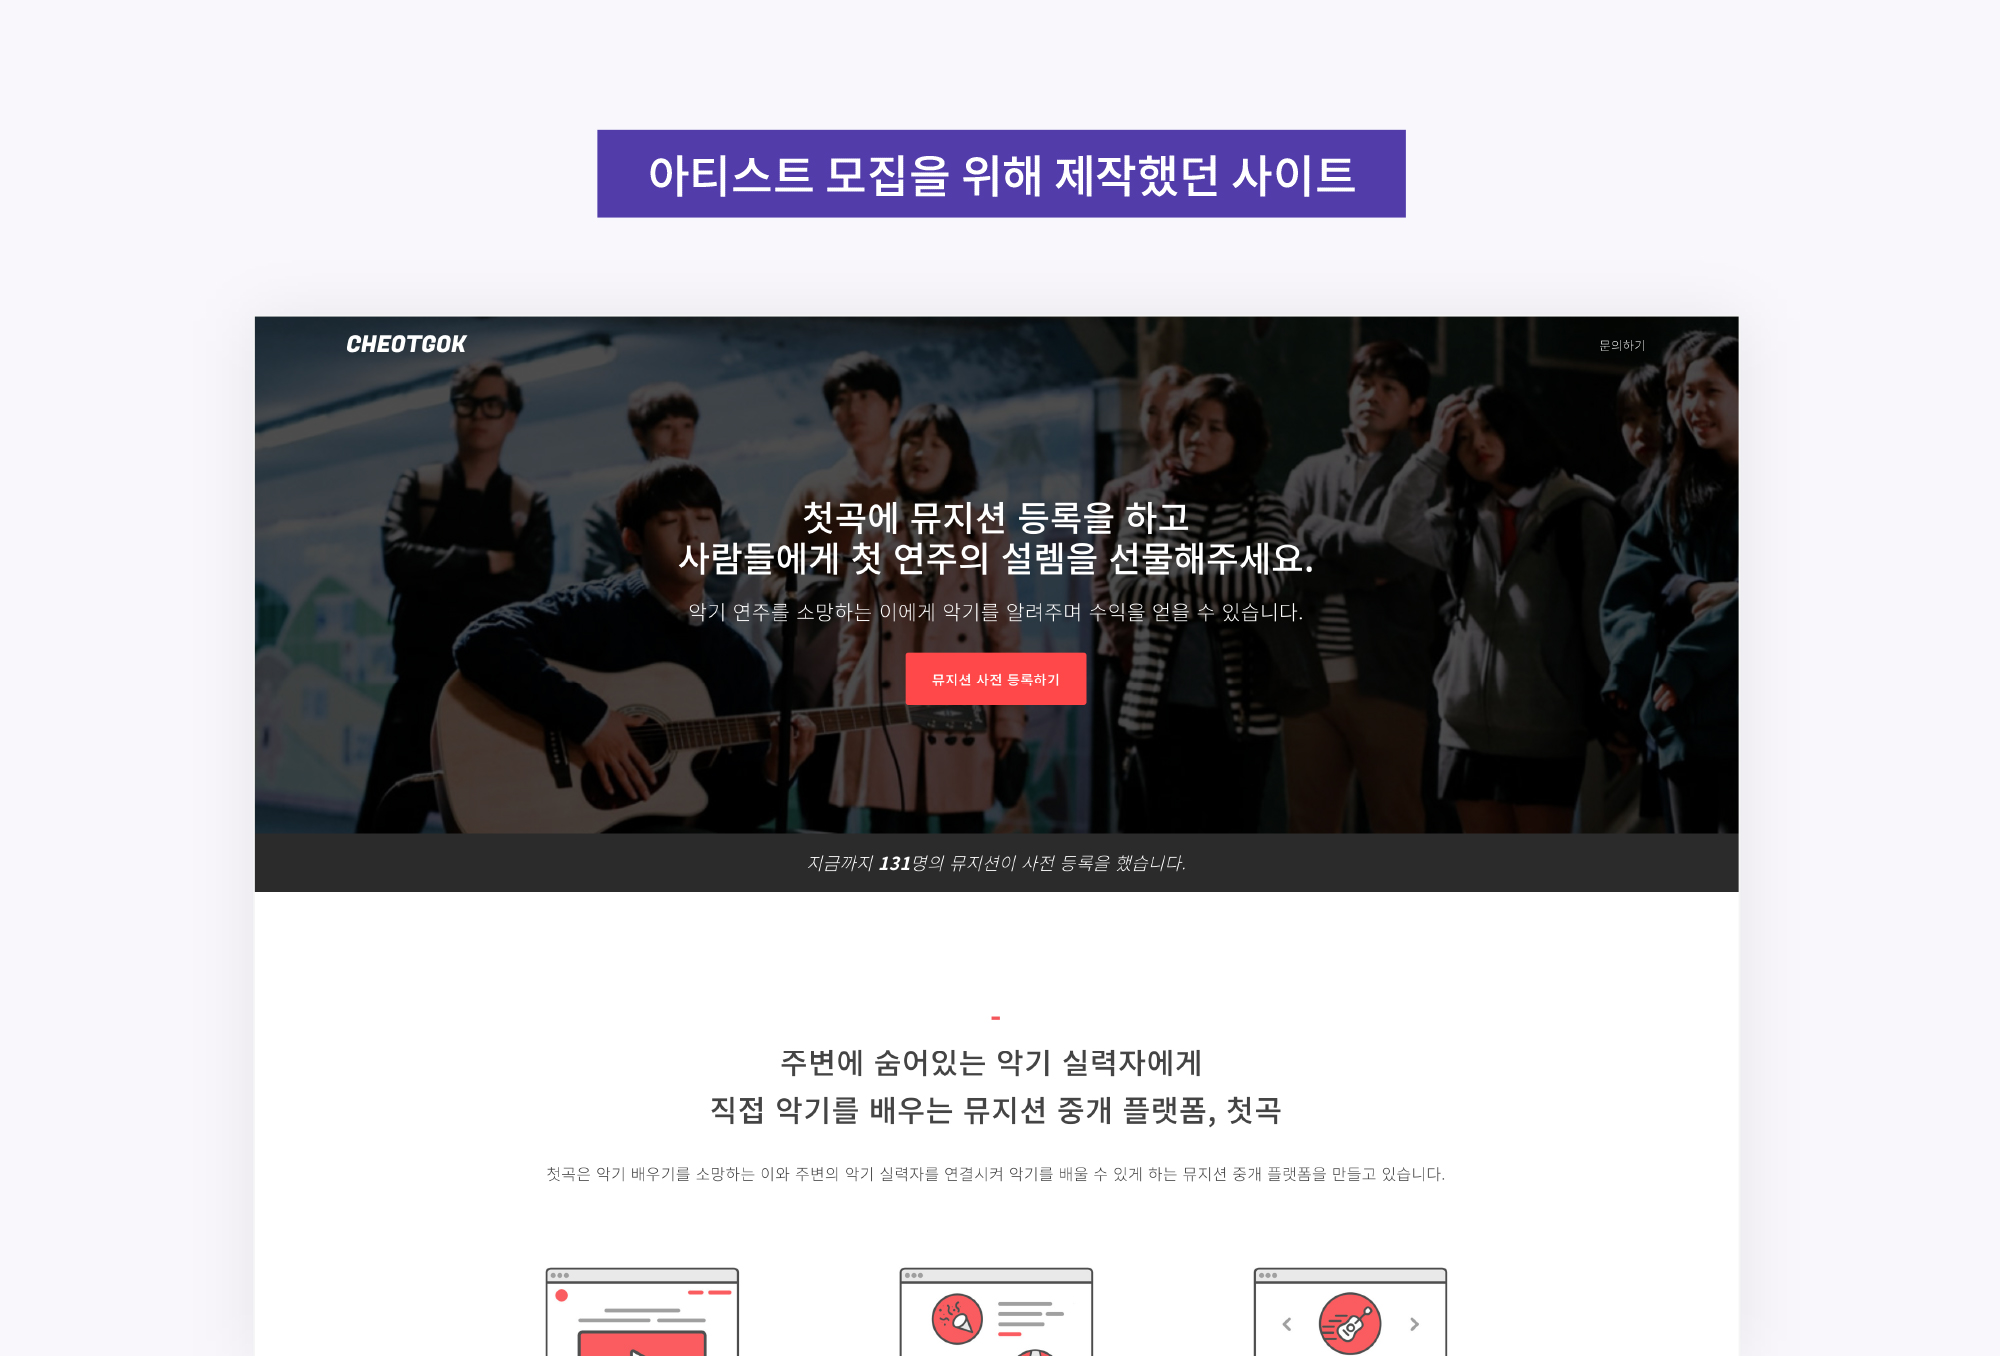 아티스트 모집을 위해 제작했던 사이트
CHEOTGOK
문의하기
첫곡에 뮤지션 등록을 하고
사람들에게 첫 연주의 설렘을 선물해주세요.
악기 연주를 소망하는 이에게 악기를 알려주며 수익을 얻을 수 있습니다.
뮤지션 사전 등록하기
지금까지 131명의 뮤지션이 사전 등록을 했습니다.
주변에 숨어있는 악기 실력자에게
직접 악기를 배우는 뮤지션 중개 플랫폼, 첫곡
첫곡은 악기 배우기를 소망하는 이와 주변의 악기 실력자를 연결시켜 악기를 배울 수 있게 하는 뮤지션 중개 플랫폼을 만들고 있습니다.